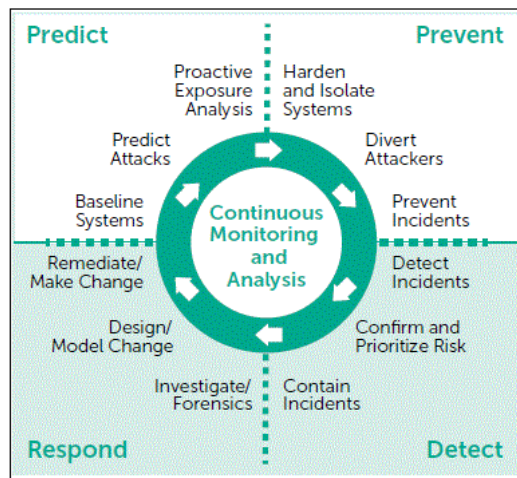 Predict
Prevent
Proactive
Exposure
Analysis
Harden
and Isolate
Systems
Predict
Attacks
Divert
Attackers
Baseline
Systems
Continuous
Monitoring
and
Analysis
Prevent
Incidents
Remediate/
Make Change
Detect
Incidents
Design/
Model Change
Confirm and
Prioritize Risk
Investigate/
Forensics
Contain
Incidents
Respond
Detect